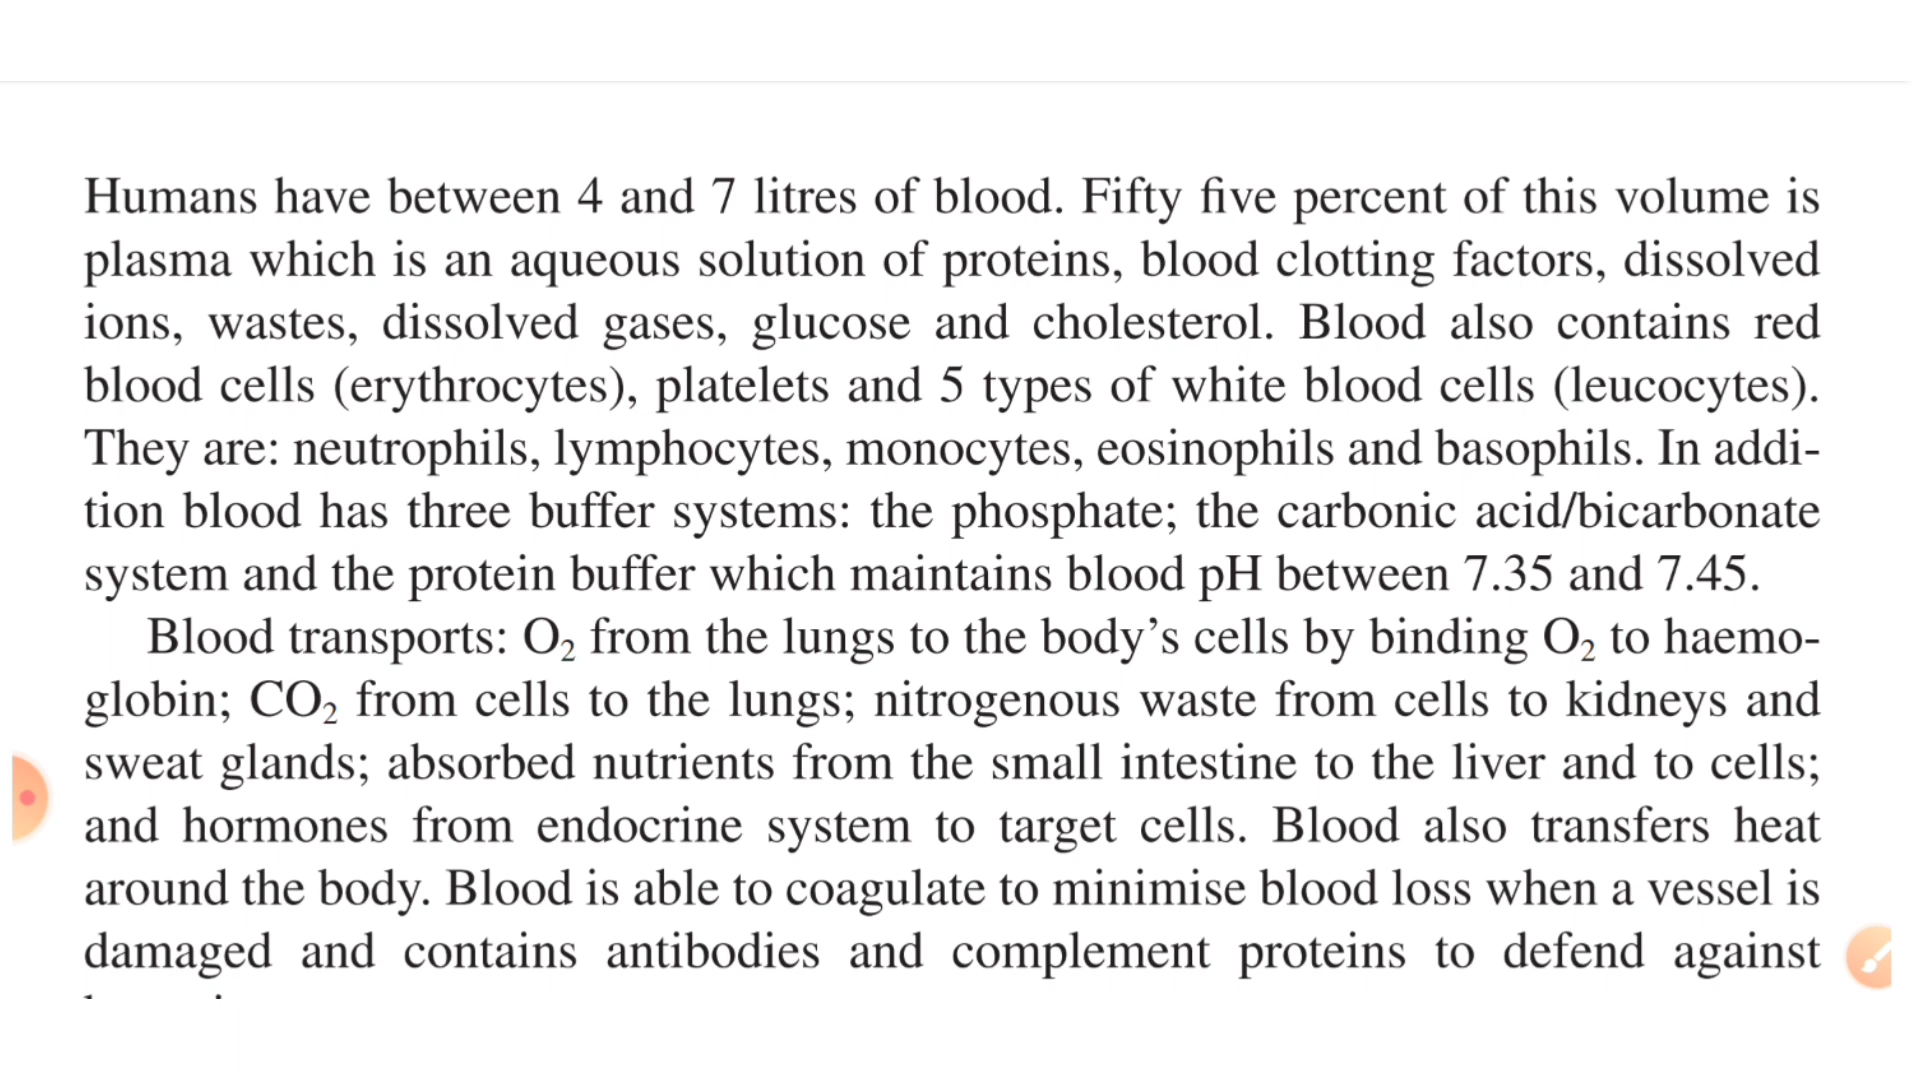 Humans have between 4 and 7 litres of blood. Fifty five percent of this volume is
plasma which is an aqueous solution of proteins, blood clotting factors, dissolved
ions, wastes, dissolved gases, glucose and cholesterol. Blood also contains red
blood cells (erythrocytes), platelets and 5 types of white blood cells (leucocytes).
They are: neutrophils, lymphocytes, monocytes, eosinophils and basophils. In addi-
tion blood has three buffer systems: the phosphate; the carbonic acid/bicarbonate
system and the protein buffer which maintains blood pH between 7.35 and 7.45.
Blood transports: O₂ from the lungs to the body’s cells by binding O₂ to haemo-
globin; CO₂ from cells to the lungs; nitrogenous waste from cells to kidneys and
sweat glands; absorbed nutrients from the small intestine to the liver and to cells;
and hormones from endocrine system to target cells. Blood also transfers heat
around the body. Blood is able to coagulate to minimise blood loss when a vessel is
damaged and contains antibodies and complement proteins to defend against